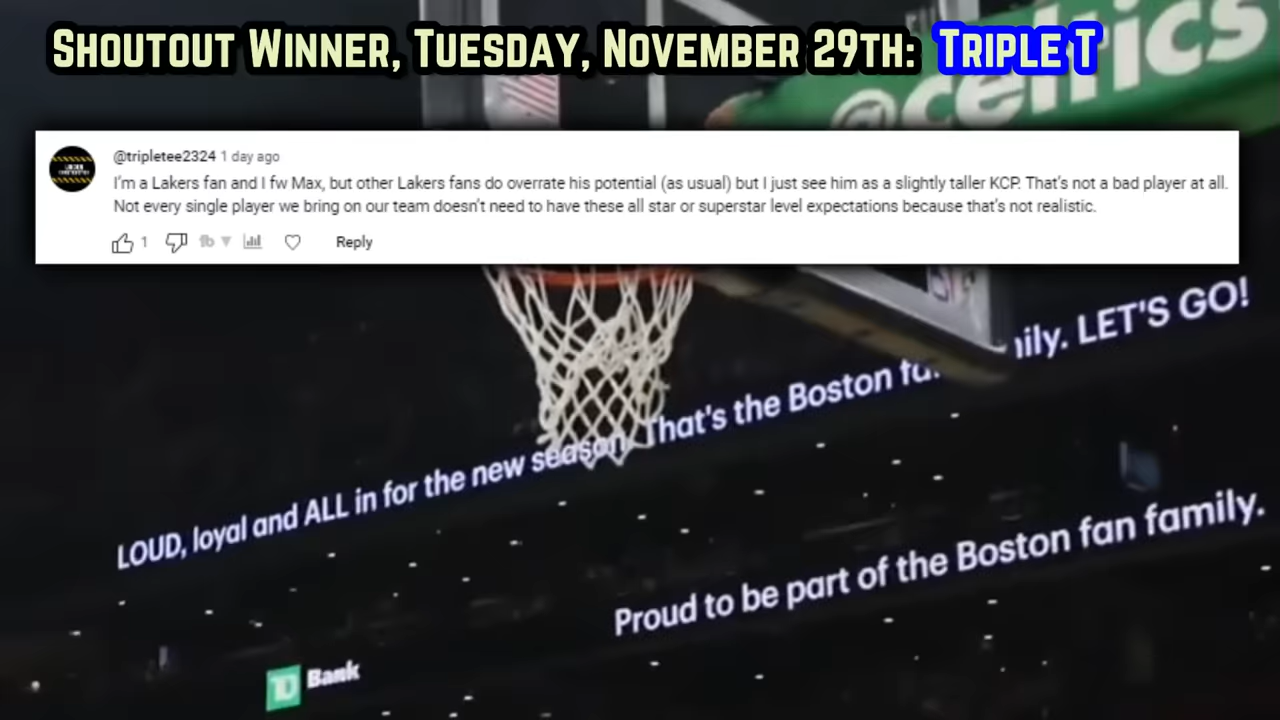 SHOUTOUT WINNER, TUESDAY, NOVEMBER 29TH: TRIPLE T
@celtics
@tripletee2324 1 day ago
I'm a Lakers fan and I fw Max, but other Lakers fans do overrate his potential (as usual) but I just see him as a slightly taller KCP. That's not a bad player at all.
Not every single player we bring on our team doesn't need to have these all star or superstar level expectations because that's not realistic.
1
Reply
LOUD, loyal and ALL in for the new season. That's the Boston fan family. LET'S GO!
Proud to be part of the Boston fan family.
TD Bank